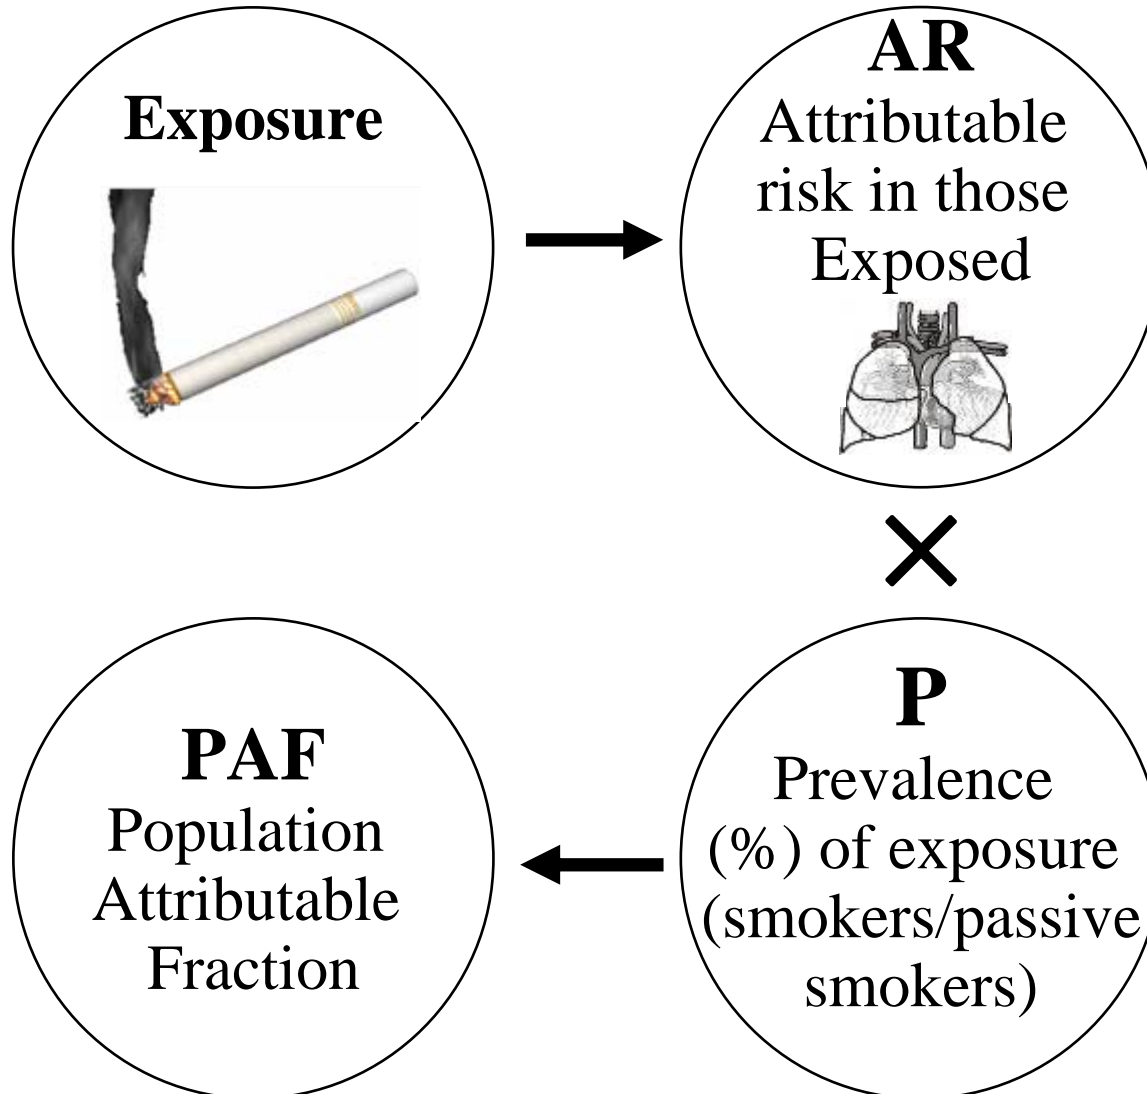 Exposure
AR
Attributable
risk in those
Exposed
×
PAF
Population
Attributable
Fraction
P
Prevalence
(%) of exposure
(smokers/passive
smokers)